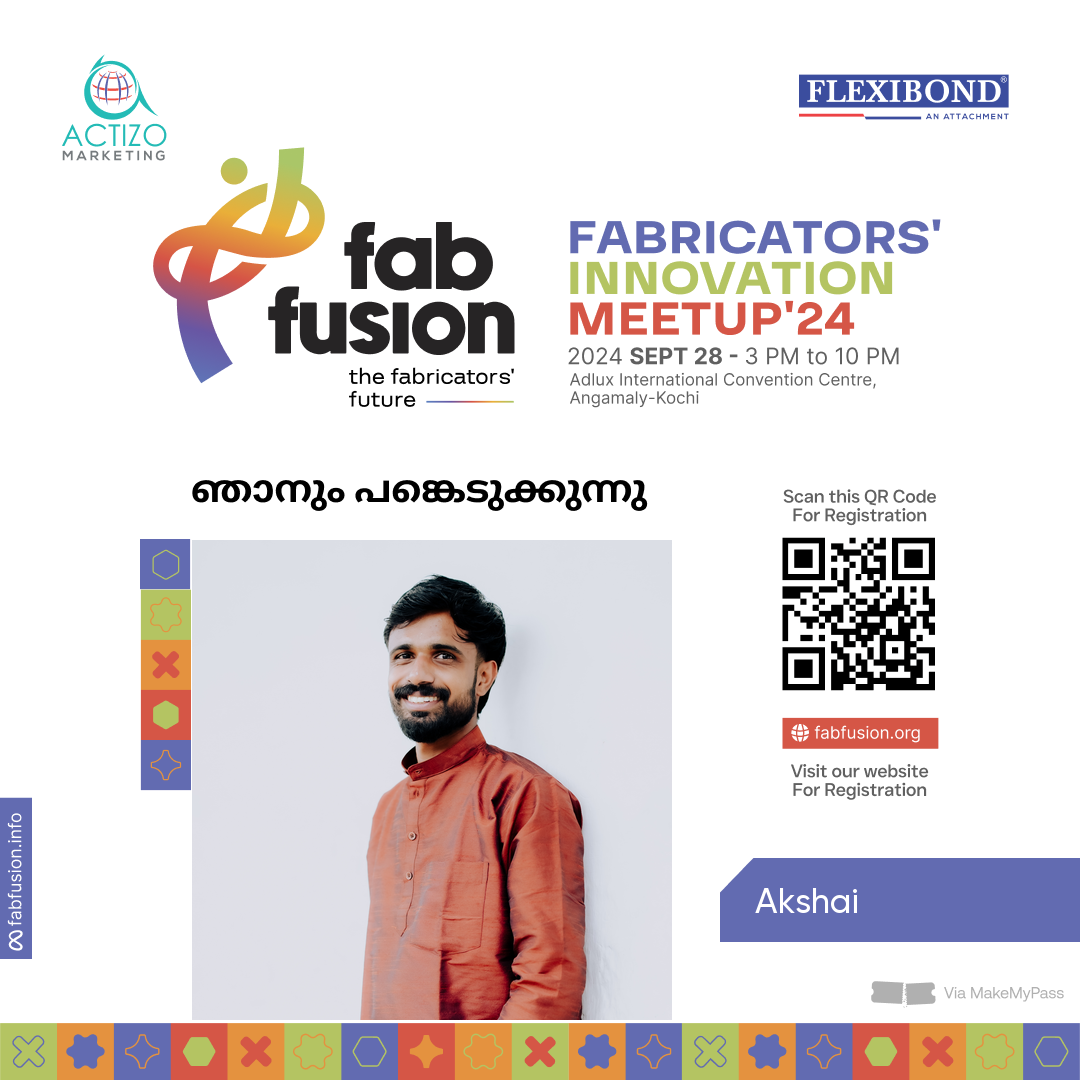 ACTIZO
MARKETING
FLEXIBOND®
AN ATTACHMENT
fab
fusion
the fabricators'
future
FABRICATORS'
INNOVATION
MEETUP'24
2024 SEPT 28 - 3 PM to 10 PM
Adlux International Convention Centre,
Angamaly-Kochi
ഞാനും പങ്കെടുക്കുന്നു
Scan this QR Code
For Registration
fabfusion.org
Visit our website
For Registration
fabfusion.info
Akshai
Via MakeMyPass